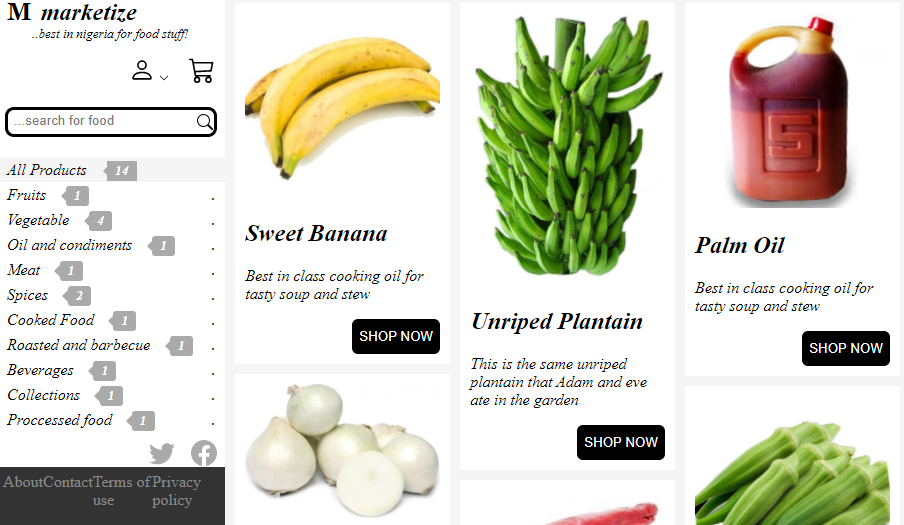 M marketize
..best in nigeria for food stuff!
...search for food
All Products 14
Fruits 1 .
Vegetable 4 .
Oil and condiments 1 .
Meat 1 .
Spices 2 .
Cooked Food 1 .
Roasted and barbecue 1 .
Beverages 1 .
Collections 1 .
Proccessed food 1
About Contact Terms of use Privacy policy
Sweet Banana
Best in class cooking oil for
tasty soup and stew
SHOP NOW
Unriped Plantain
This is the same unriped
plantain that Adam and eve
ate in the garden
SHOP NOW
5
Palm Oil
Best in class cooking oil for
tasty soup and stew
SHOP NOW